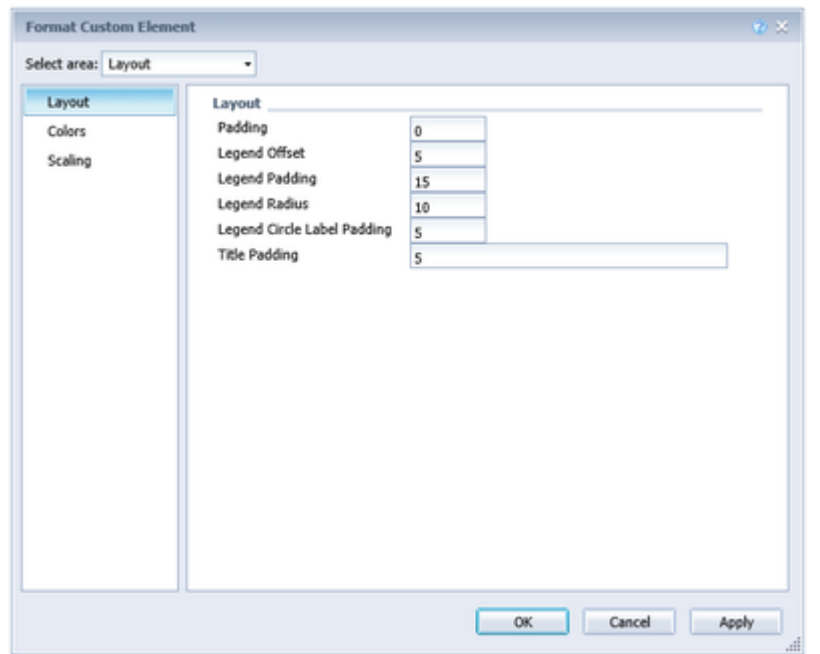 Format Custom Element
Select area: Layout
Layout
Colors
Scaling
Layout
Padding 0
Legend Offset 5
Legend Padding 15
Legend Radius 10
Legend Circle Label Padding 5
Title Padding 5
OK Cancel Apply